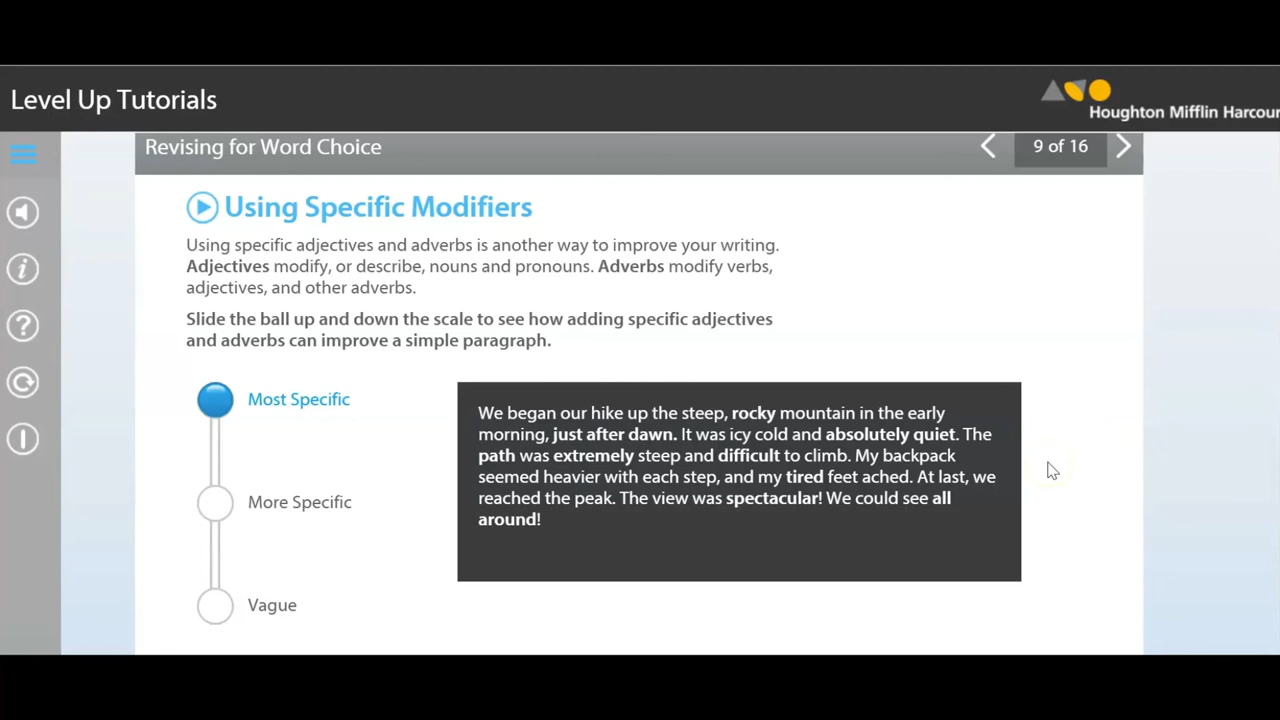 Level Up Tutorials
Houghton Mifflin Harcour
Revising for Word Choice
9 of 16
Using Specific Modifiers
Using specific adjectives and adverbs is another way to improve your writing.
Adjectives modify, or describe, nouns and pronouns. Adverbs modify verbs,
adjectives, and other adverbs.
Slide the ball up and down the scale to see how adding specific adjectives
and adverbs can improve a simple paragraph.
Most Specific
More Specific
Vague
We began our hike up the steep, rocky mountain in the early
morning, just after dawn. It was icy cold and absolutely quiet. The
path was extremely steep and difficult to climb. My backpack
seemed heavier with each step, and my tired feet ached. At last, we
reached the peak. The view was spectacular! We could see all
around!